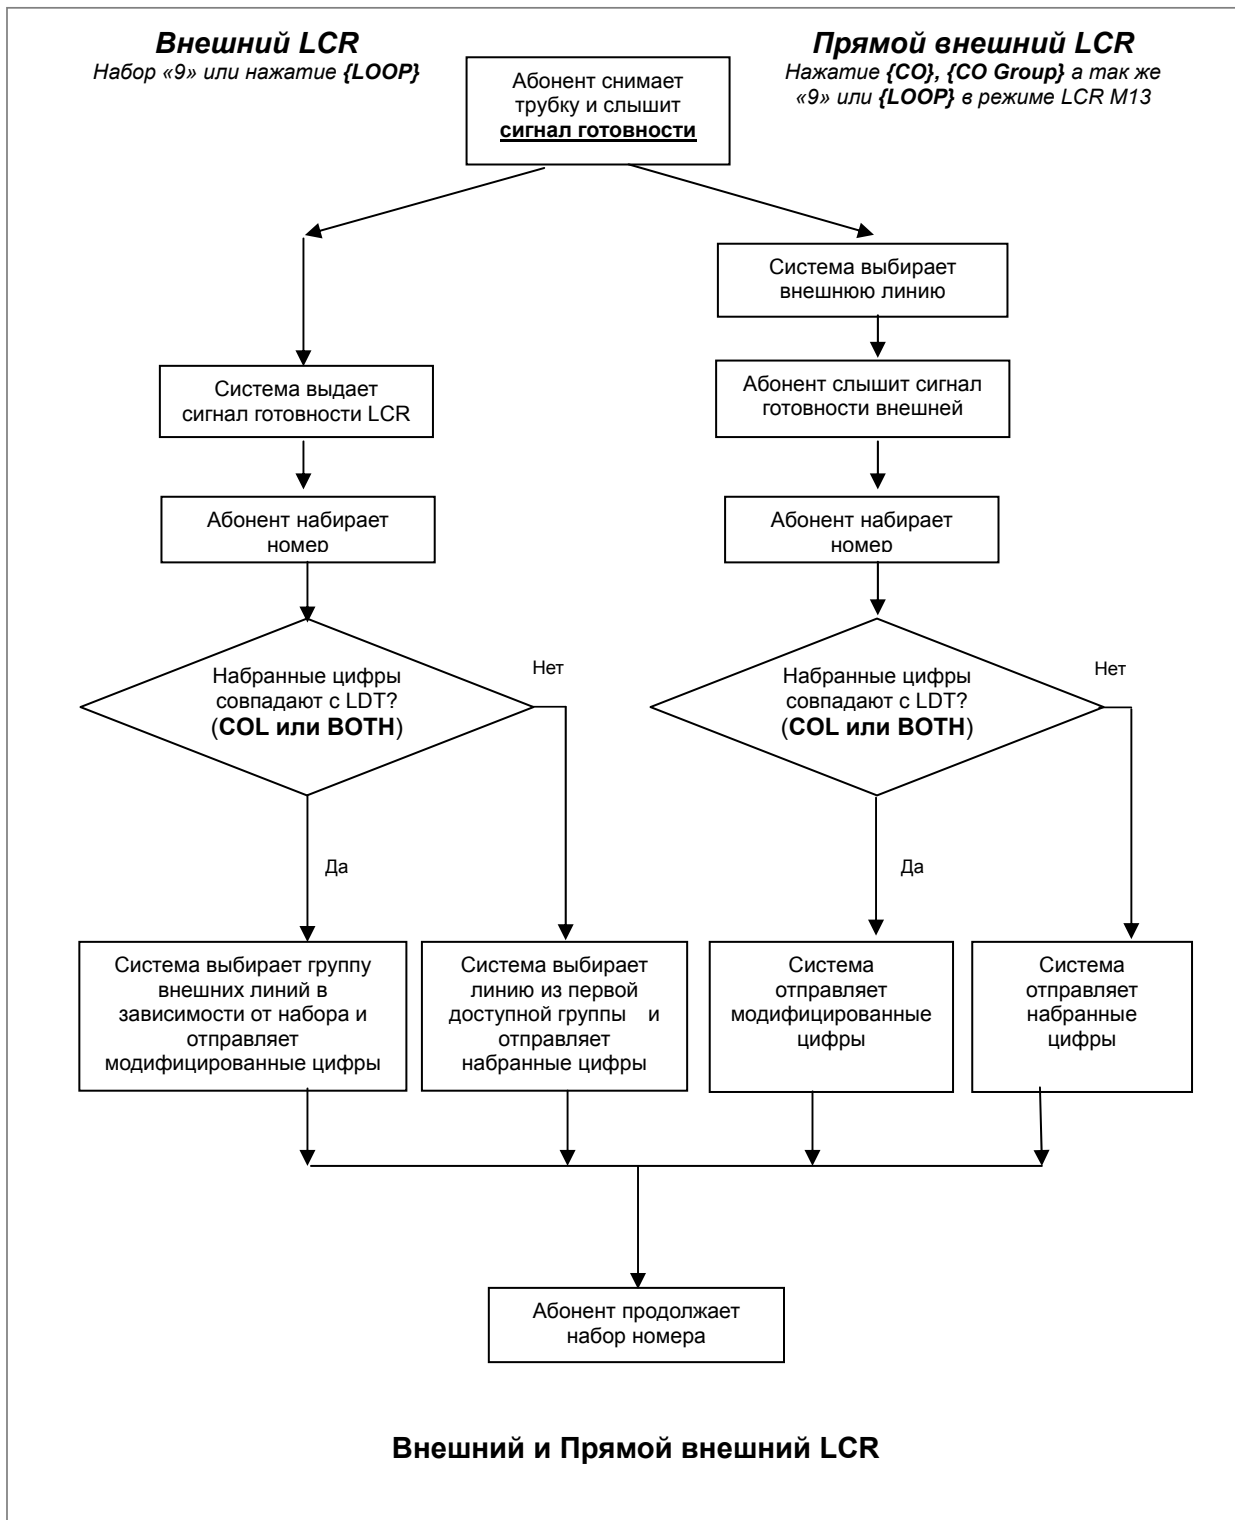 Внешний LCR
Набор «9» или нажатие {LOOP}
Прямой внешний LCR
Нажатие {CO}, {CO Group} а так же
«9» или {LOOP} в режиме LCR M13
Абонент снимает
трубку и слышит
сигнал готовности
Система выбирает
внешнюю линию
Система выдает
сигнал готовности LCR
Абонент слышит сигнал
готовности внешней
Абонент набирает
номер
Абонент набирает
номер
Набранные цифры
совпадают с LDT?
(COL или BOTH)
Нет
Набранные цифры
совпадают с LDT?
(COL или BOTH)
Нет
Да
Да
Система выбирает группу
внешних линий в
зависимости от набора и
отправляет
модифицированные цифры
Система выбирает
линию из первой
доступной группы и
отправляет
набранные цифры
Система
отправляет
модифицированные
цифры
Система
отправляет
набранные
цифры
Абонент продолжает
набор номера
Внешний и Прямой внешний LCR